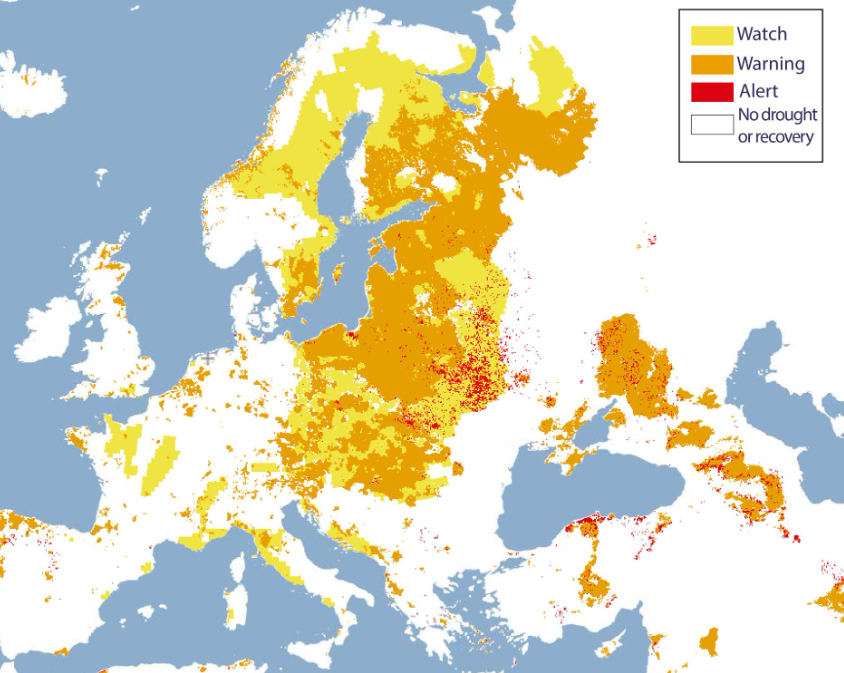 Watch
Warning
Alert
No drought
or recovery